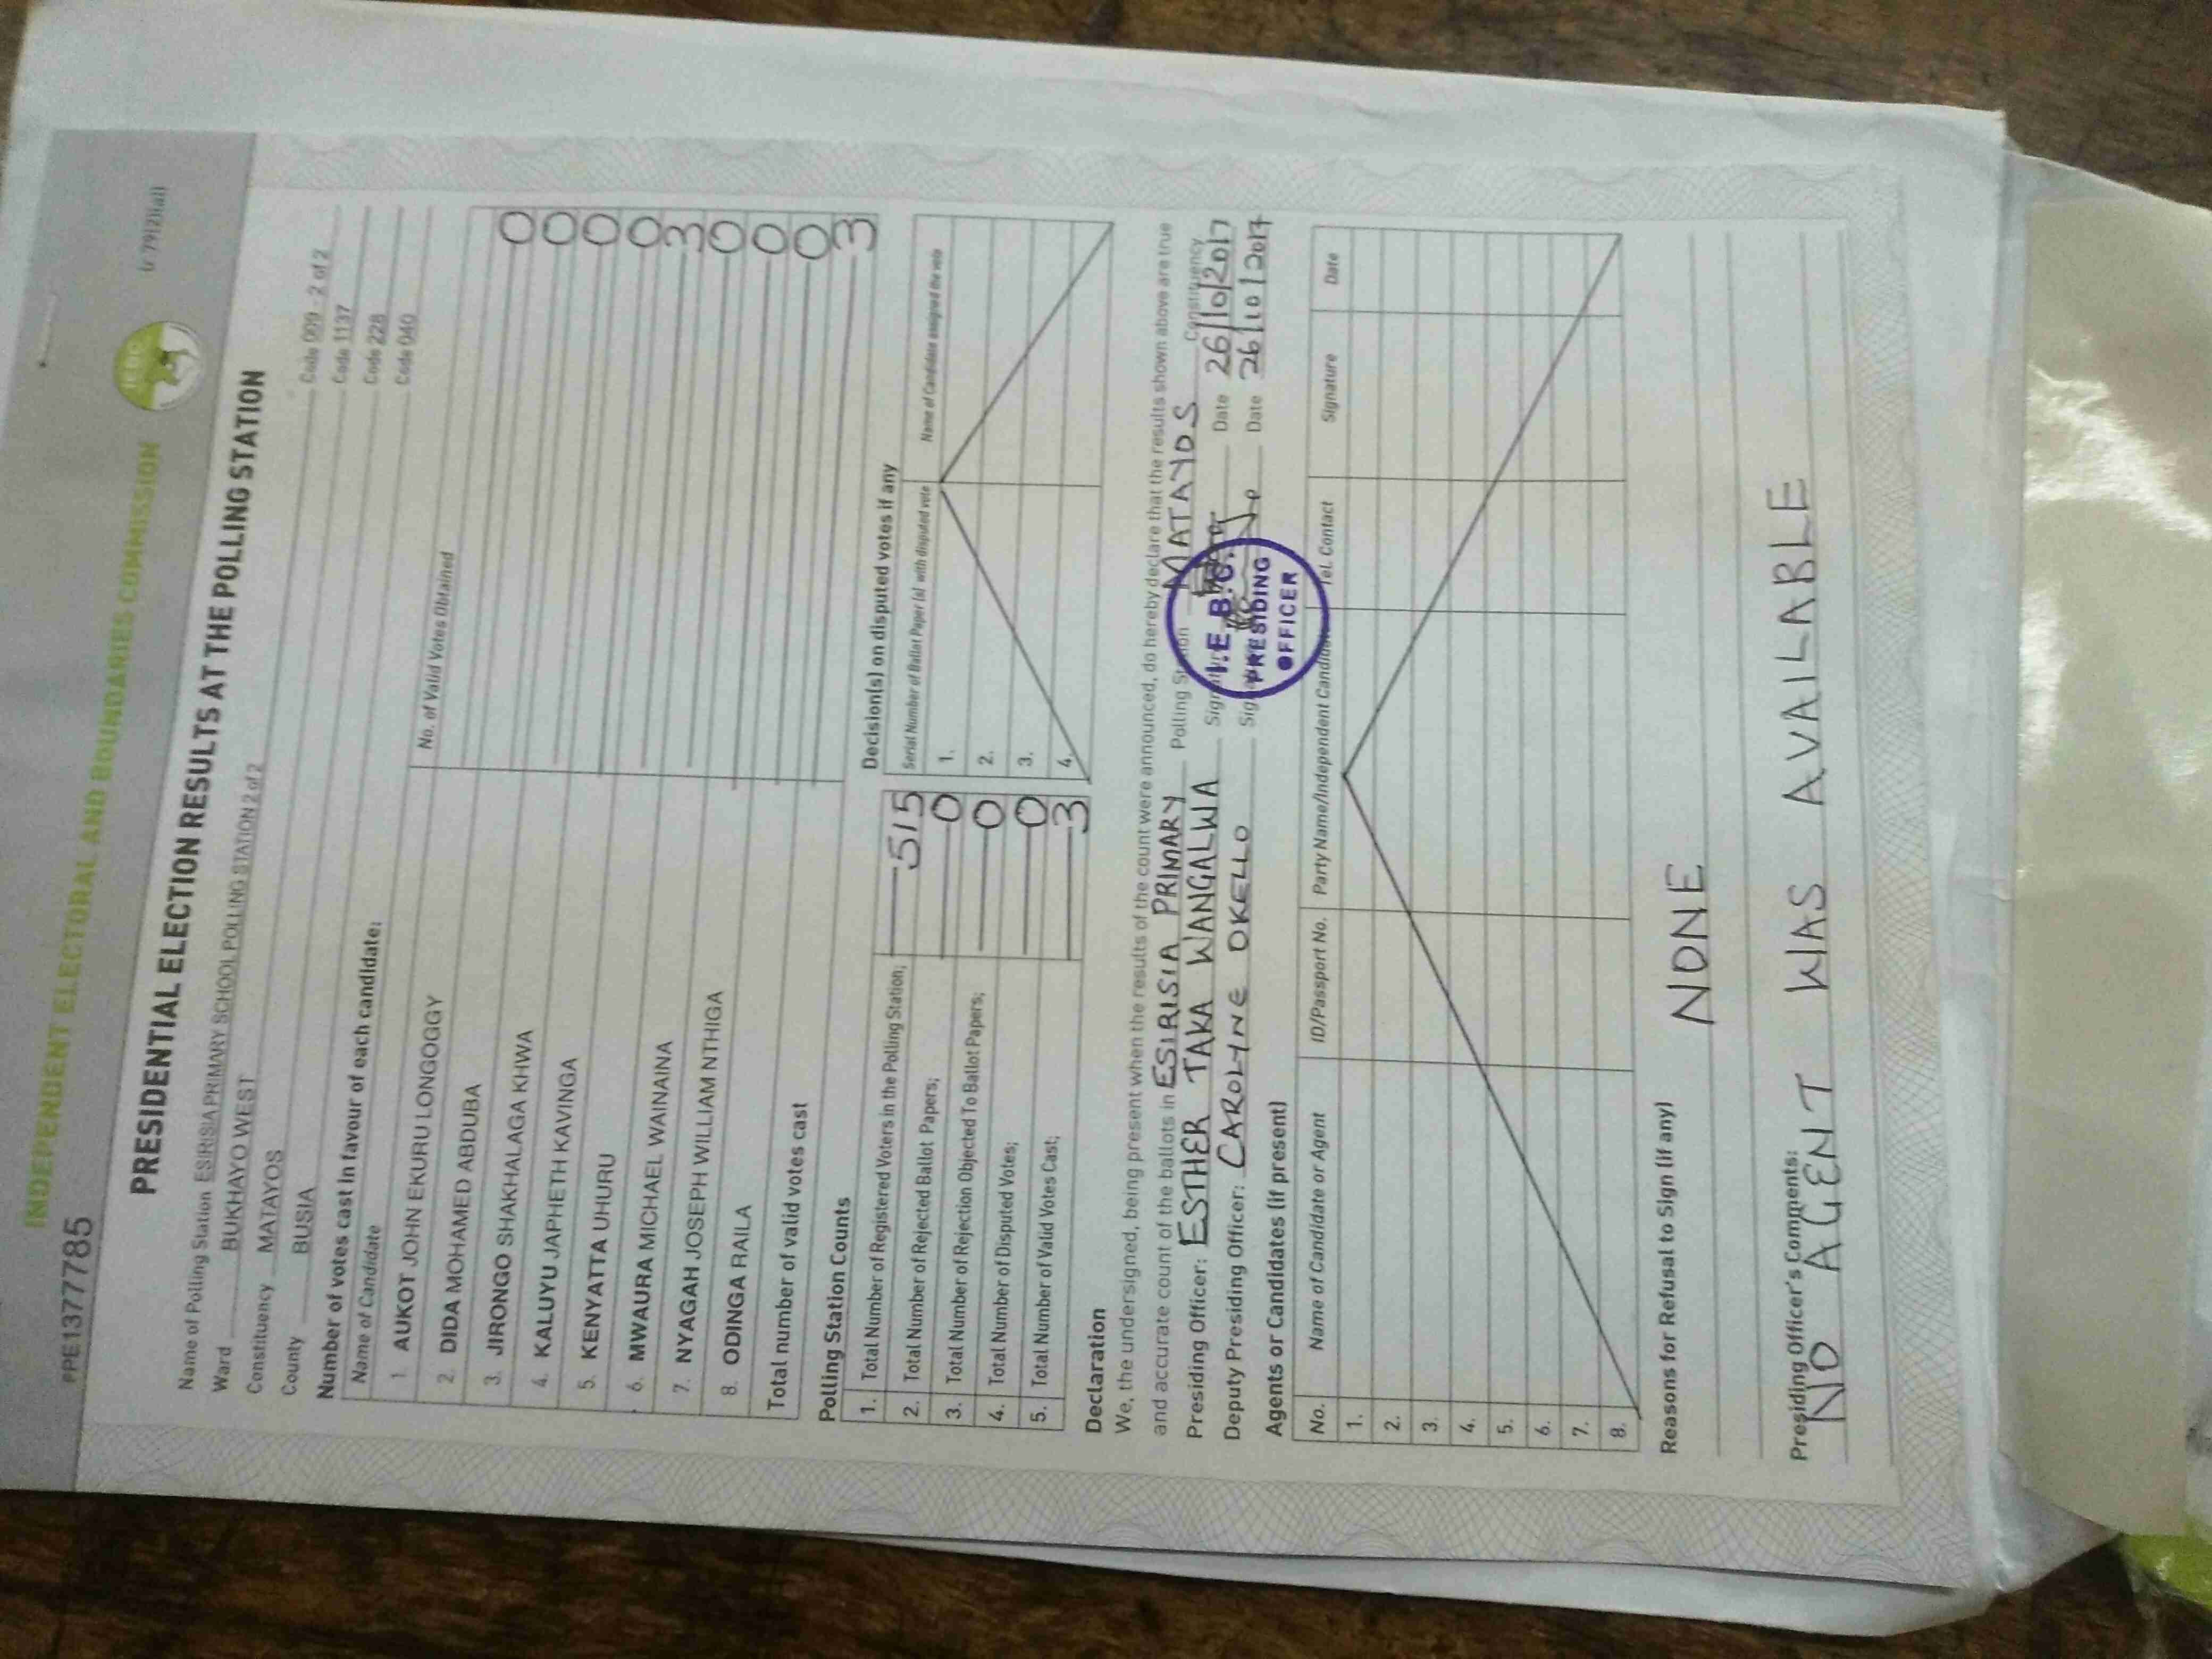 INDEPENDENT ELECTORAL AND BOUNDARIES COMMISSION
PPE1377785
IEBC
(r 79(2)(a))
PRESIDENTIAL ELECTION RESULTS AT THE POLLING STATION
Name of Polling Station ESIRISIA PRIMARY SCHOOL POLLING STATION 2 of 2 Code 009 - 2 of 2
Ward BUKHAYO WEST Code 1137
Constituency MATAYOS Code 228
County BUSIA Code 040
Number of votes cast in favour of each candidate:
Name of Candidate No. of Valid Votes Obtained
1. AUKOT JOHN EKURU LONGOGGY 0
2. DIDA MOHAMED ABDUBA 0
3. JIRONGO SHAKHALAGA KHWA 0
4. KALUYU JAPHETH KAVINGA 0
5. KENYATTA UHURU 3
6. MWAURA MICHAEL WAINAINA 0
7. NYAGAH JOSEPH WILLIAM NTHIGA 0
8. ODINGA RAILA 0
Total number of valid votes cast 3
Polling Station Counts
1. Total Number of Registered Voters in the Polling Station; 515
2. Total Number of Rejected Ballot Papers; 0
3. Total Number of Rejection Objected To Ballot Papers; 0
4. Total Number of Disputed Votes; 0
5. Total Number of Valid Votes Cast; 3
Decision(s) on disputed votes if any
Serial Number of Ballot Paper (s) with disputed vote Name of Candidate assigned the vote
1.
2.
3.
4.
Declaration
We, the undersigned, being present when the results of the count were announced, do hereby declare that the results shown above are true
and accurate count of the ballots in ESIRISIA PRIMARY Polling Station MATAYOS Constituency
Presiding Officer: ESTHER TAKA WANGALWA Signature Date 26/10/2017
Deputy Presiding Officer: CAROLYNE OKELLO Signature Date 26/10/2017
I.E.B.C.
PRESIDING
OFFICER
Agents or Candidates (if present)
No. Name of Candidate or Agent ID/Passport No. Party Name/Independent Candidate Tel. Contact Signature Date
1.
2.
3.
4.
5.
6.
7.
8.
Reasons for Refusal to Sign (if any)
NONE
Presiding Officer's Comments:
NO AGENT WAS AVAILABLE